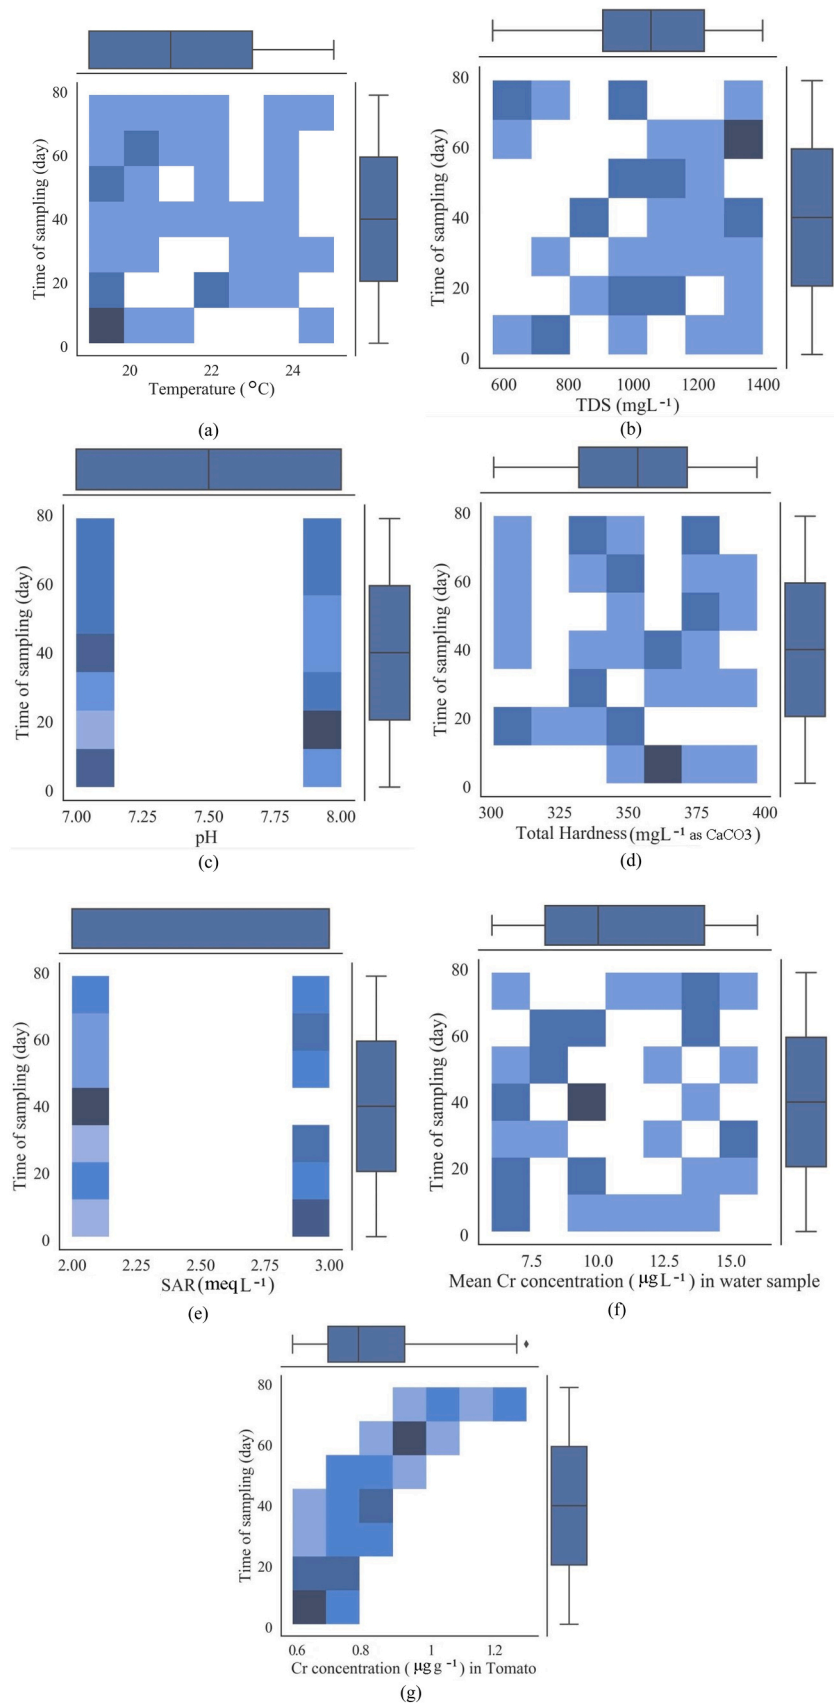 80
60
40
20
0
Time of sampling (day)
20 22 24
Temperature ( °C)
(a)
80
60
40
20
0
Time of sampling (day)
600 800 1000 1200 1400
TDS (mgL⁻¹)
(b)
80
60
40
20
0
Time of sampling (day)
7.00 7.25 7.50 7.75 8.00
pH
(c)
80
60
40
20
0
Time of sampling (day)
300 325 350 375 400
Total Hardness (mgL⁻¹ as CaCO3)
(d)
80
60
40
20
0
Time of sampling (day)
2.00 2.25 2.50 2.75 3.00
SAR(meqL⁻¹)
(e)
80
60
40
20
0
Time of sampling (day)
7.5 10.0 12.5 15.0
Mean Cr concentration ( µgL⁻¹) in water sample
(f)
80
60
40
20
0
Time of sampling (day)
0.6 0.8 1 1.2
Cr concentration ( µg g ⁻¹) in Tomato
(g)